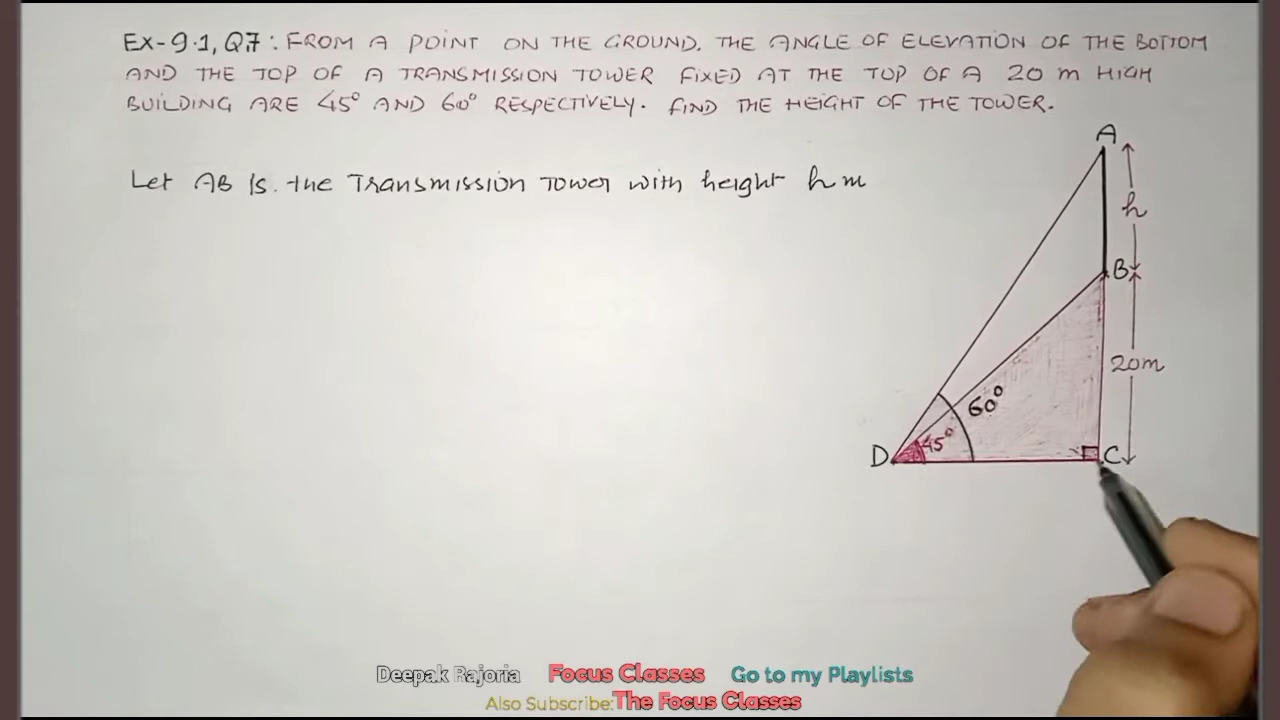 Ex-9.1, Q7: FROM A POINT ON THE GROUND. THE ANGLE OF ELEVATION OF THE BOTTOM
AND THE TOP OF A TRANSMISSION TOWER FIXED AT THE TOP OF A 20 m HIGH
BUILDING ARE 45° AND 60° RESPECTIVELY. FIND THE HEIGHT OF THE TOWER.
Let AB is. the Transmission Tower with height h m
A
h
B
20m
60°
45°
D
C
Deepak Rajoria Focus Classes Go to my Playlists
Also Subscribe: The Focus Classes